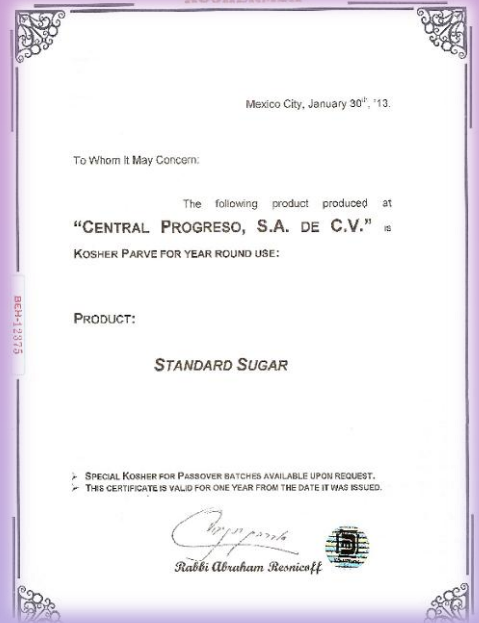 Mexico City, January 30th, '13.
To Whom It May Concern:
The following product produced at
"CENTRAL PROGRESO, S.A. DE C.V." IS
KOSHER PARVE FOR YEAR ROUND USE:
BEH-12875
PRODUCT:
STANDARD SUGAR
➢ SPECIAL KOSHER FOR PASSOVER BATCHES AVAILABLE UPON REQUEST.
➢ THIS CERTIFICATE IS VALID FOR ONE YEAR FROM THE DATE IT WAS ISSUED.
Rabbi Abraham Resnicoff